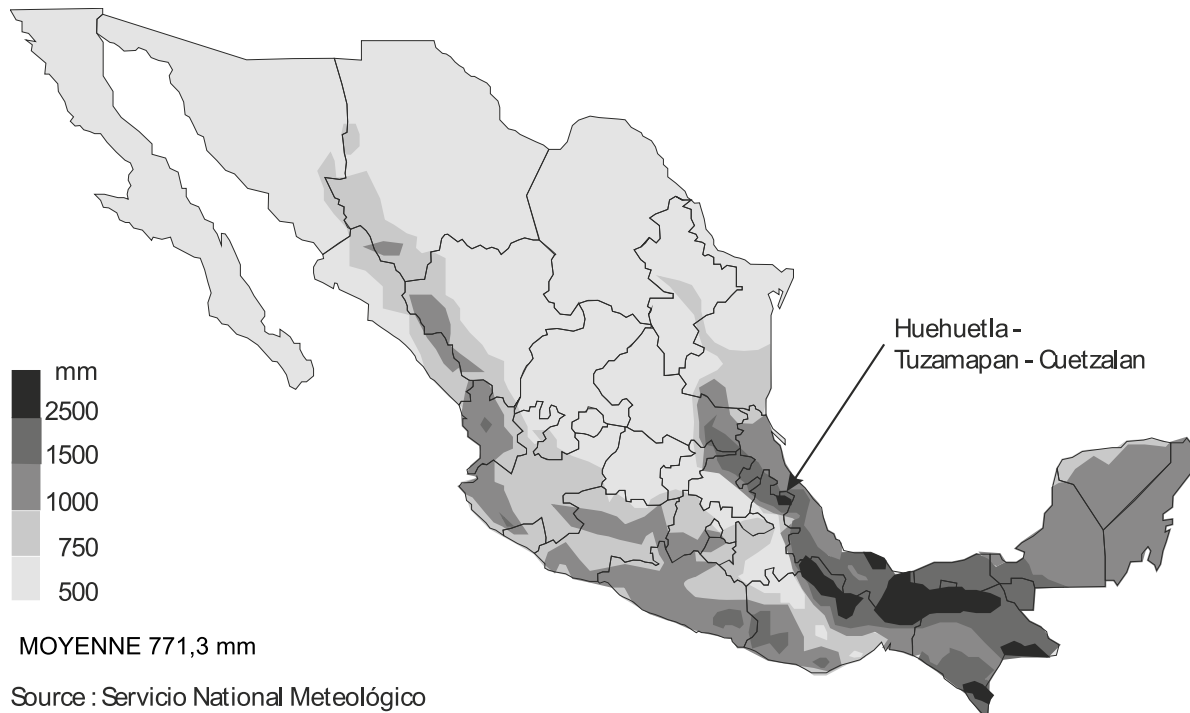 Huehuetla -
Tuzamapan - Cuetzalan
mm
2500
1500
1000
750
500
MOYENNE 771,3 mm
Source : Servicio National Meteológico